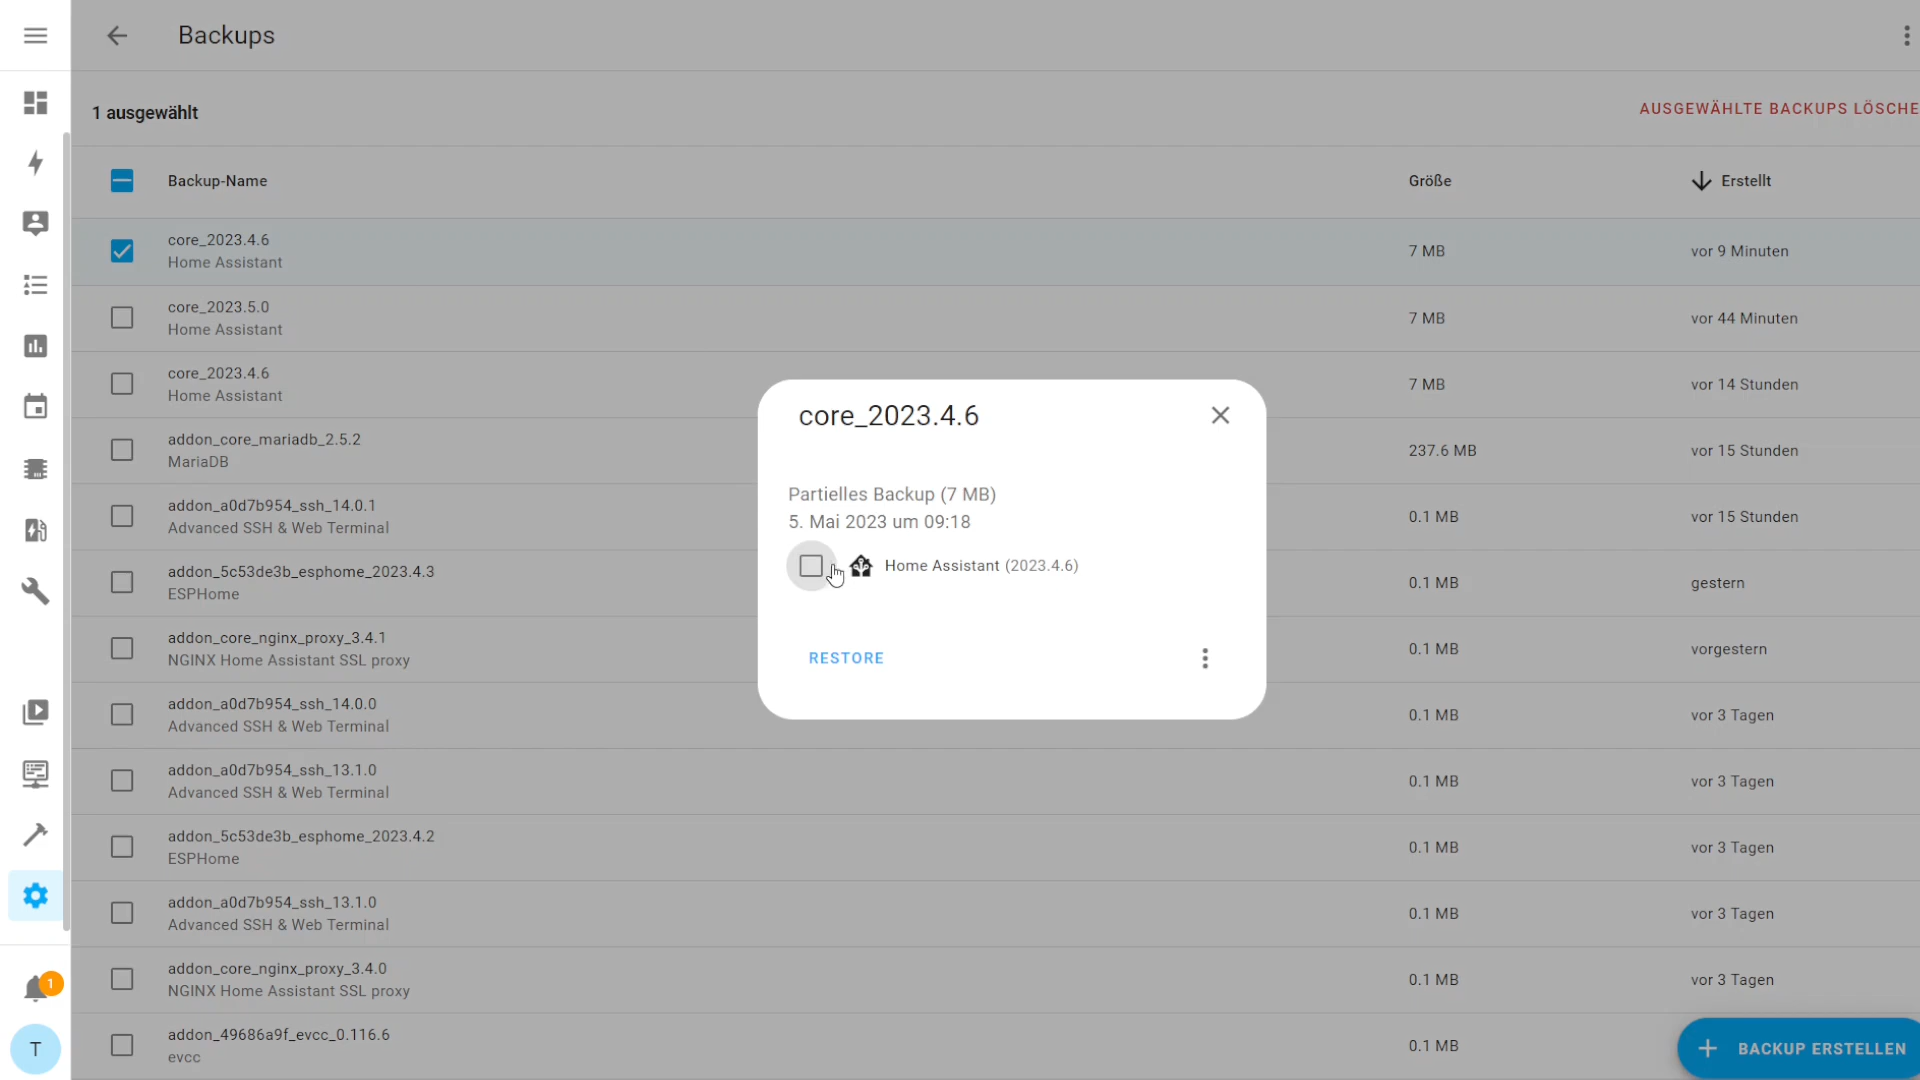 Backups
1 ausgewählt
AUSGEWÄHLTE BACKUPS LÖSCHE
Backup-Name
Größe
Erstellt
core_2023.4.6
Home Assistant
7 MB
vor 9 Minuten
core_2023.5.0
Home Assistant
7 MB
vor 44 Minuten
core_2023.4.6
Home Assistant
7 MB
vor 14 Stunden
addon_core_mariadb_2.5.2
MariaDB
237.6 MB
vor 15 Stunden
addon_a0d7b954_ssh_14.0.1
Advanced SSH & Web Terminal
0.1 MB
vor 15 Stunden
addon_5c53de3b_esphome_2023.4.3
ESPHome
0.1 MB
gestern
addon_core_nginx_proxy_3.4.1
NGINX Home Assistant SSL proxy
0.1 MB
vorgestern
addon_a0d7b954_ssh_14.0.0
Advanced SSH & Web Terminal
0.1 MB
vor 3 Tagen
addon_a0d7b954_ssh_13.1.0
Advanced SSH & Web Terminal
0.1 MB
vor 3 Tagen
addon_5c53de3b_esphome_2023.4.2
ESPHome
0.1 MB
vor 3 Tagen
addon_a0d7b954_ssh_13.1.0
Advanced SSH & Web Terminal
0.1 MB
vor 3 Tagen
addon_core_nginx_proxy_3.4.0
NGINX Home Assistant SSL proxy
0.1 MB
vor 3 Tagen
addon_49686a9f_evcc_0.116.6
evcc
0.1 MB
BACKUP ERSTELLEN
core_2023.4.6
Partielles Backup (7 MB)
5. Mai 2023 um 09:18
Home Assistant (2023.4.6)
RESTORE
1
T